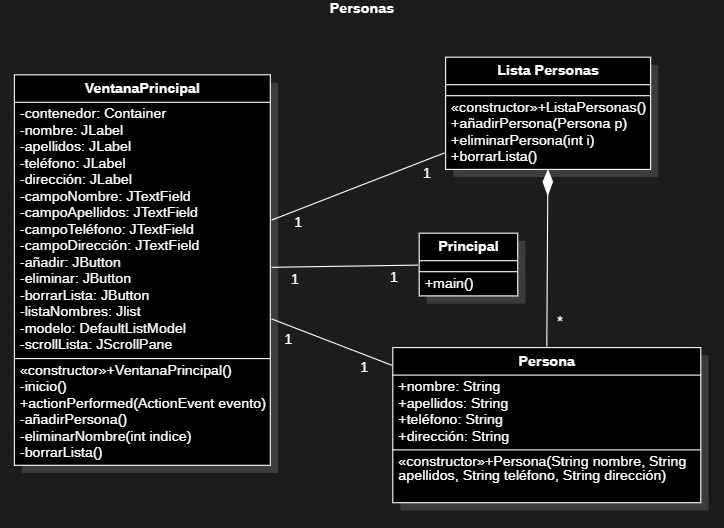 Personas
VentanaPrincipal
-contenedor: Container
-nombre: JLabel
-apellidos: JLabel
-teléfono: JLabel
-dirección: JLabel
-campoNombre: JTextField
-campoApellidos: JTextField
-campoTeléfono: JTextField
-campoDirección: JTextField
-añadir: JButton
-eliminar: JButton
-borrarLista: JButton
-listaNombres: Jlist
-modelo: DefaultListModel
-scrollLista: JScrollPane
«constructor»+VentanaPrincipal()
-inicio()
+actionPerformed(ActionEvent evento)
-añadirPersona()
-eliminarNombre(int indice)
-borrarLista()
Lista Personas
«constructor»+ListaPersonas()
+añadirPersona(Persona p)
+eliminarPersona(int i)
+borrarLista()
1
1
Principal
+main()
1
1
*
1
1
Persona
+nombre: String
+apellidos: String
+teléfono: String
+dirección: String
«constructor»+Persona(String nombre, String
apellidos, String teléfono, String dirección)